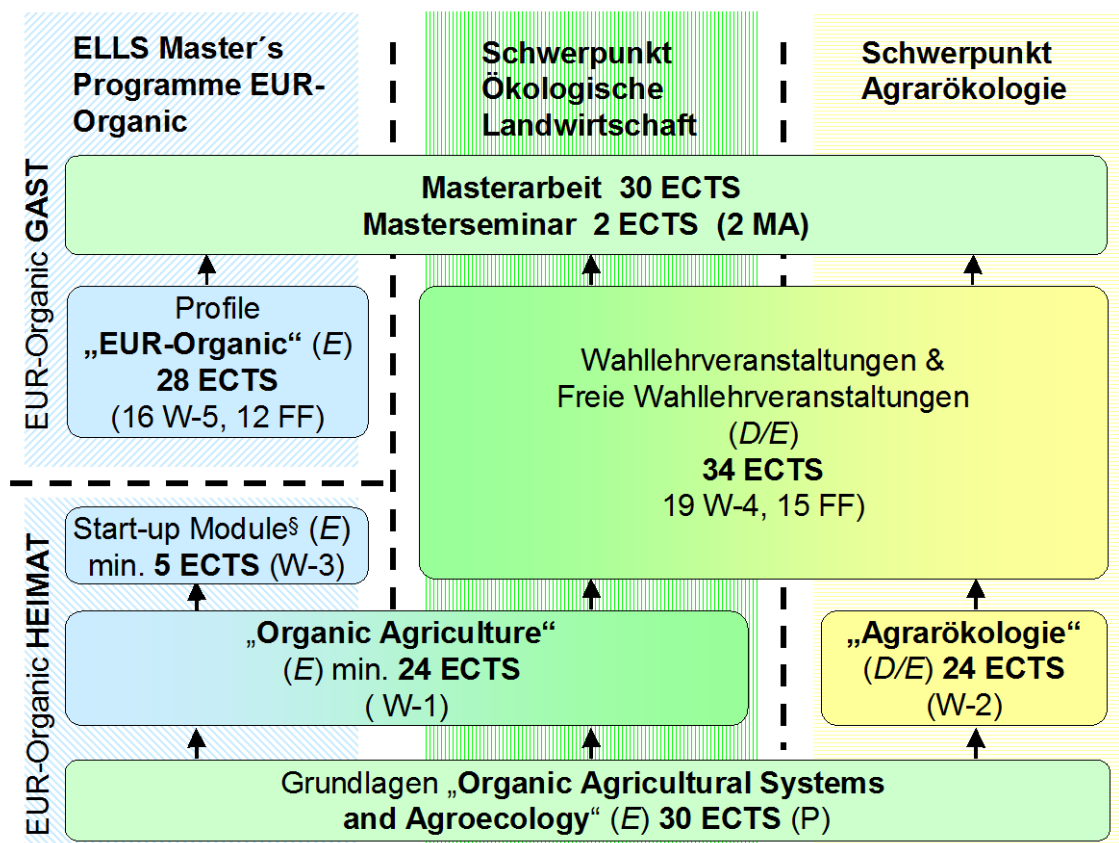 ELLS Master´s
Programme EUR-
Organic
Schwerpunkt
Ökologische
Landwirtschaft
Schwerpunkt
Agrarökologie
EUR-Organic GAST
Masterarbeit 30 ECTS
Masterseminar 2 ECTS (2 MA)
Profile
„EUR-Organic“ (E)
28 ECTS
(16 W-5, 12 FF)
Wahllehrveranstaltungen &
Freie Wahllehrveranstaltungen
(D/E)
34 ECTS
19 W-4, 15 FF)
EUR-Organic HEIMAT
Start-up Module§ (E)
min. 5 ECTS (W-3)
„Organic Agriculture“
(E) min. 24 ECTS
( W-1)
„Agrarökologie“
(D/E) 24 ECTS
(W-2)
Grundlagen „Organic Agricultural Systems
and Agroecology“ (E) 30 ECTS (P)